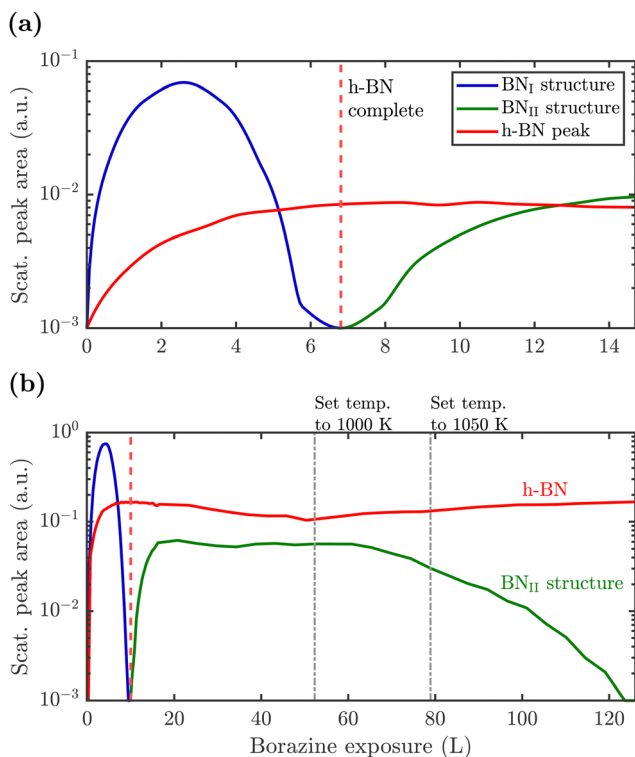 (a)
Scat. peak area (a.u.)
10⁻¹
10⁻²
10⁻³
h-BN
complete
BN_I structure
BN_II structure
h-BN peak
0 2 4 6 8 10 12 14
(b)
Scat. peak area (a.u.)
10⁰
10⁻¹
10⁻²
10⁻³
Set temp.
to 1000 K
Set temp.
to 1050 K
h-BN
BN_II structure
0 20 40 60 80 100 120
Borazine exposure (L)